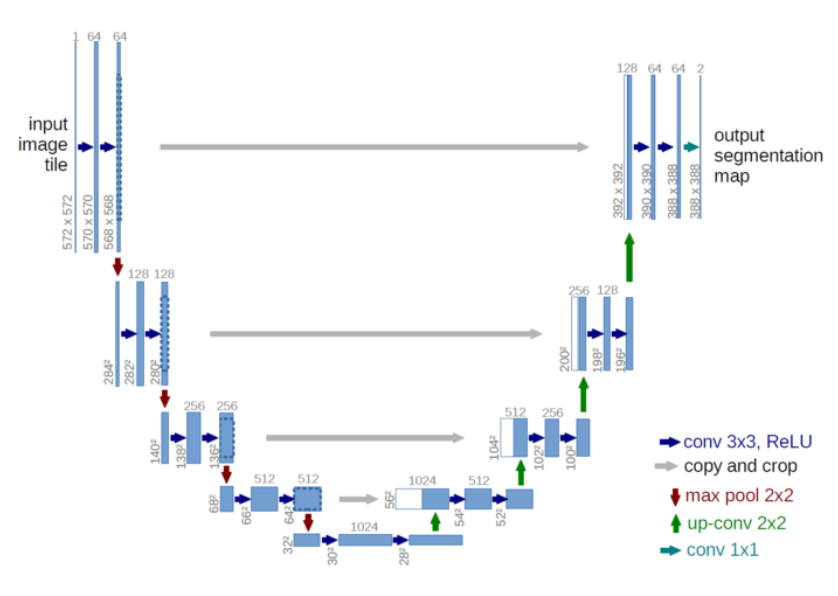 1 64 64
128 64 64 2
input
image
tile
output
segmentation
map
572 x 572
570 x 570
568 x 568
392 x 392
390 x 390
388 x 388
388 x 388
128 128
256 128
284²
282²
280²
200²
198²
196²
256 256
512 256
140²
138²
136²
104²
102²
100²
512 512
1024 512
68²
66²
64²
56²
54²
52²
1024
32²
30²
28²
conv 3x3, ReLU
copy and crop
max pool 2x2
up-conv 2x2
conv 1x1